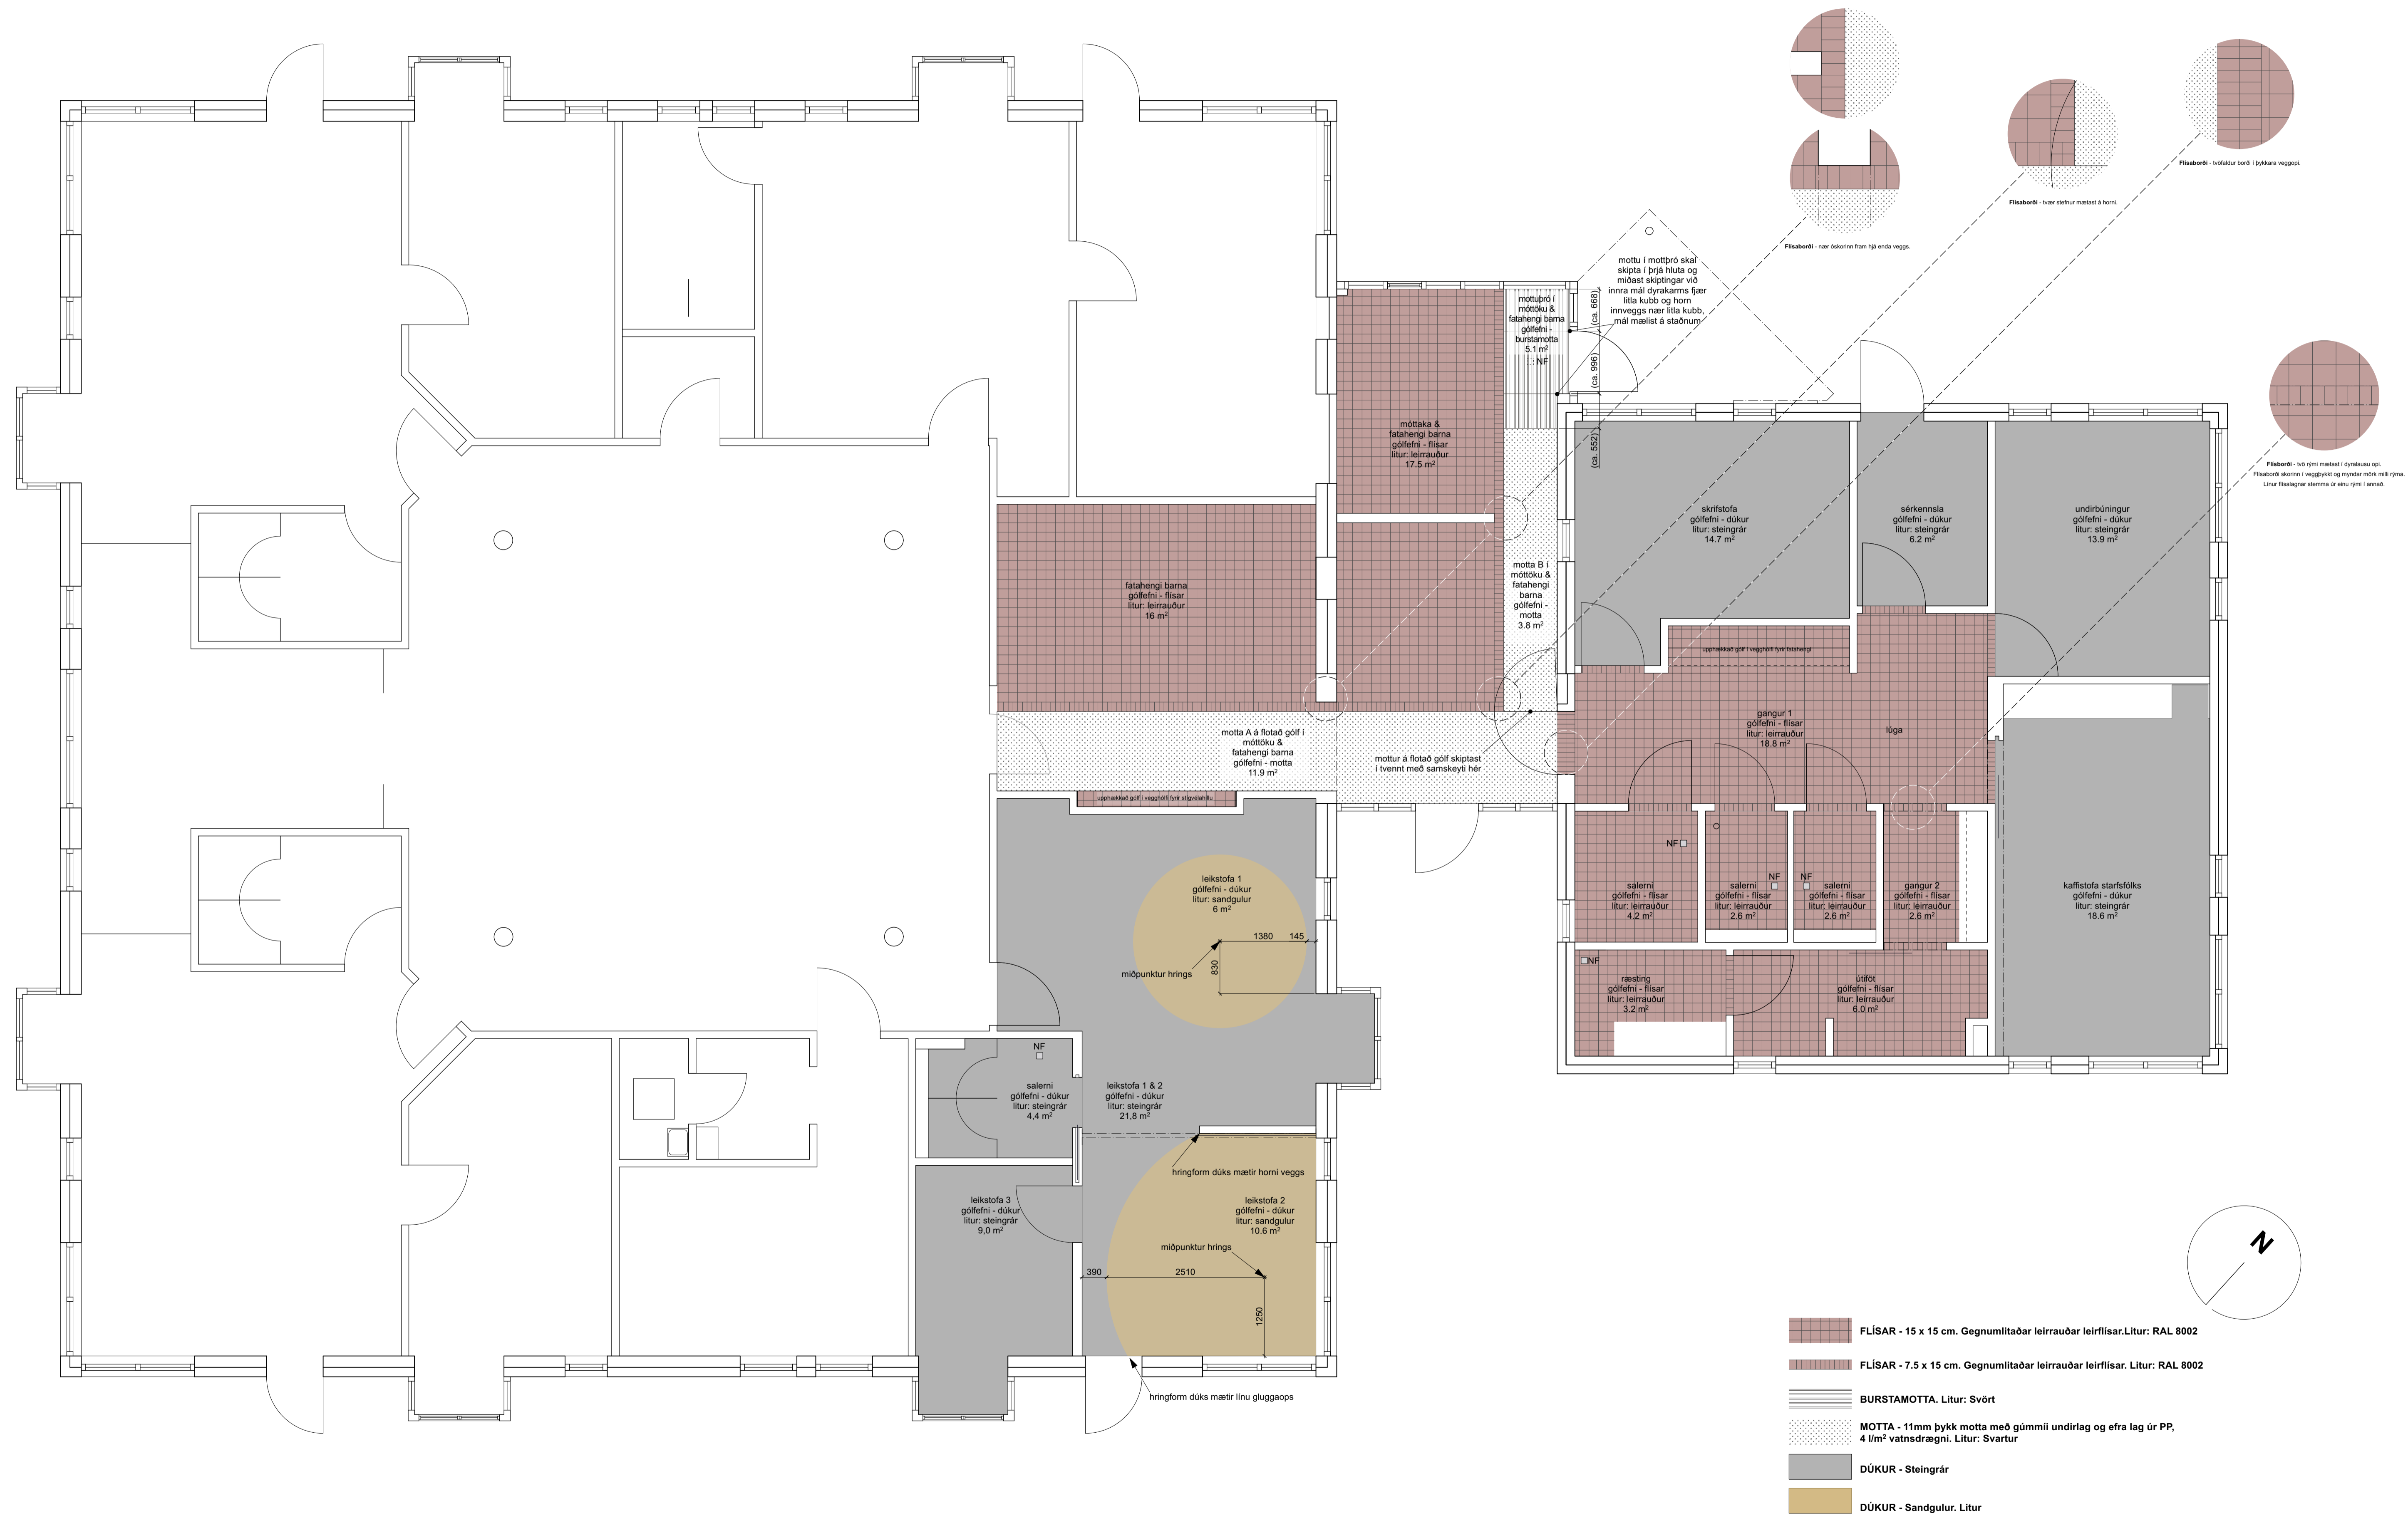 Flísaborði - tvöfaldur borði í þykkara veggopi.
Flísaborði - tvær stefnur mætast á horni.
Flísaborði - nær óskorinn fram hjá enda veggs.
mottu í mottþró skal
skipta í þrjá hluta og
miðast skiptingar við
innra mál dyrakarms fjær
litla kubb og horn
innveggs nær litla kubb,
mál mælist á staðnum
(ca. 668)
(ca. 996)
(ca. 552)
mottuþró í
móttöku &
fatahengi barna
gólfefni -
burstamotta
5.1 m²
NF
móttaka &
fatahengi barna
gólfefni - flísar
litur: leirrauður
17.5 m²
Flísborði - tvö rými mætast í dyralausu opi.
Flísaborði skorinn í veggþykkt og myndar mörk milli rýma.
Línur flísalagnar stemma úr einu rými í annað.
skrifstofa
gólfefni - dúkur
litur: steingrár
14.7 m²
sérkennsla
gólfefni - dúkur
litur: steingrár
6.2 m²
undirbúningur
gólfefni - dúkur
litur: steingrár
13.9 m²
fatahengi barna
gólfefni - flísar
litur: leirrauður
16 m²
motta B í
móttöku &
fatahengi
barna
gólfefni -
motta
3.8 m²
upphækkað gólf í vegghólfi fyrir fatahengi
gangur 1
gólfefni - flísar
litur: leirrauður
18.8 m²
lúga
motta A á flotað gólf í
móttöku &
fatahengi barna
gólfefni - motta
11.9 m²
mottur á flotað gólf skiptast
í tvennt með samskeyti hér
upphækkað gólf í vegghólfi fyrir stígvélahillu
leikstofa 1
gólfefni - dúkur
litur: sandgulur
6 m²
1380
145
830
miðpunktur hrings
NF
salerni
gólfefni - flísar
litur: leirrauður
4.2 m²
NF
salerni
gólfefni - flísar
litur: leirrauður
2.6 m²
NF
salerni
gólfefni - flísar
litur: leirrauður
2.6 m²
gangur 2
gólfefni - flísar
litur: leirrauður
2.6 m²
kaffistofa starfsfólks
gólfefni - dúkur
litur: steingrár
18.6 m²
NF
ræsting
gólfefni - flísar
litur: leirrauður
3.2 m²
útiföt
gólfefni - flísar
litur: leirrauður
6.0 m²
NF
salerni
gólfefni - dúkur
litur: steingrár
4,4 m²
leikstofa 1 & 2
gólfefni - dúkur
litur: steingrár
21,8 m²
hringform dúks mætir horni veggs
leikstofa 3
gólfefni - dúkur
litur: steingrár
9,0 m²
leikstofa 2
gólfefni - dúkur
litur: sandgulur
10.6 m²
miðpunktur hrings
390
2510
1250
hringform dúks mætir línu gluggaops
N
FLÍSAR - 15 x 15 cm. Gegnumlitaðar leirrauðar leirflísar.Litur: RAL 8002
FLÍSAR - 7.5 x 15 cm. Gegnumlitaðar leirrauðar leirflísar. Litur: RAL 8002
BURSTAMOTTA. Litur: Svört
MOTTA - 11mm þykk motta með gúmmíi undirlag og efra lag úr PP,
4 l/m² vatnsdrægni. Litur: Svartur
DÚKUR - Steingrár
DÚKUR - Sandgulur. Litur